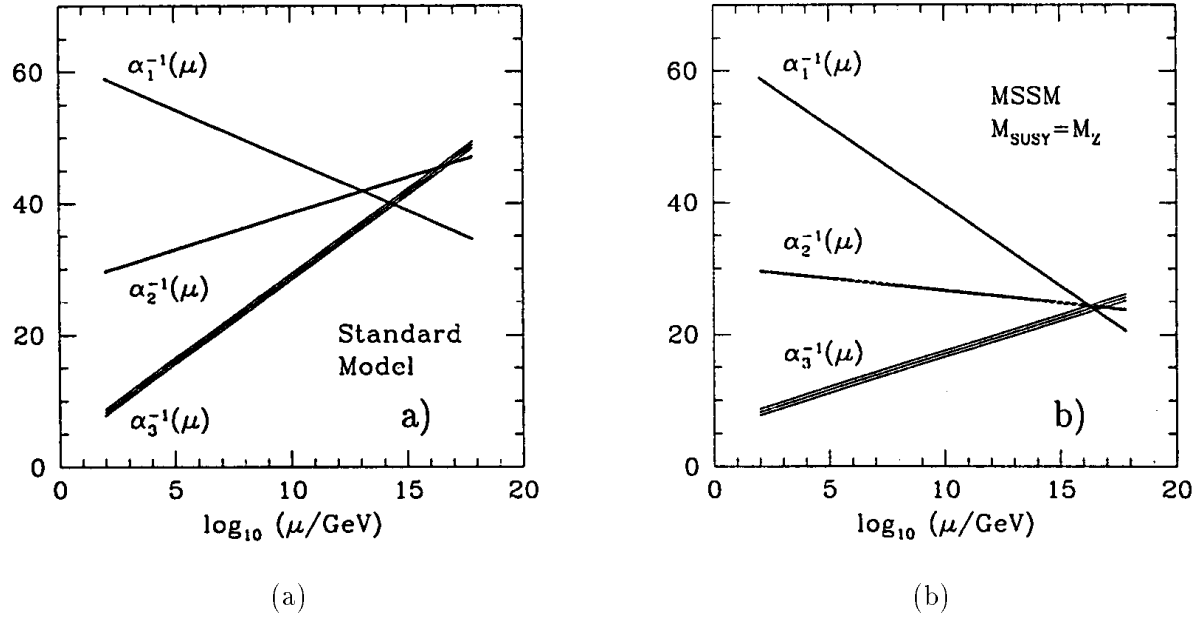 60
40
20
0
α₁⁻¹(μ)
α₂⁻¹(μ)
α₃⁻¹(μ)
Standard
Model
a)
0 5 10 15 20
log₁₀ (μ/GeV)
(a)
60
40
20
0
α₁⁻¹(μ)
MSSM
M_SUSY=M_Z
α₂⁻¹(μ)
α₃⁻¹(μ)
b)
0 5 10 15 20
log₁₀ (μ/GeV)
(b)